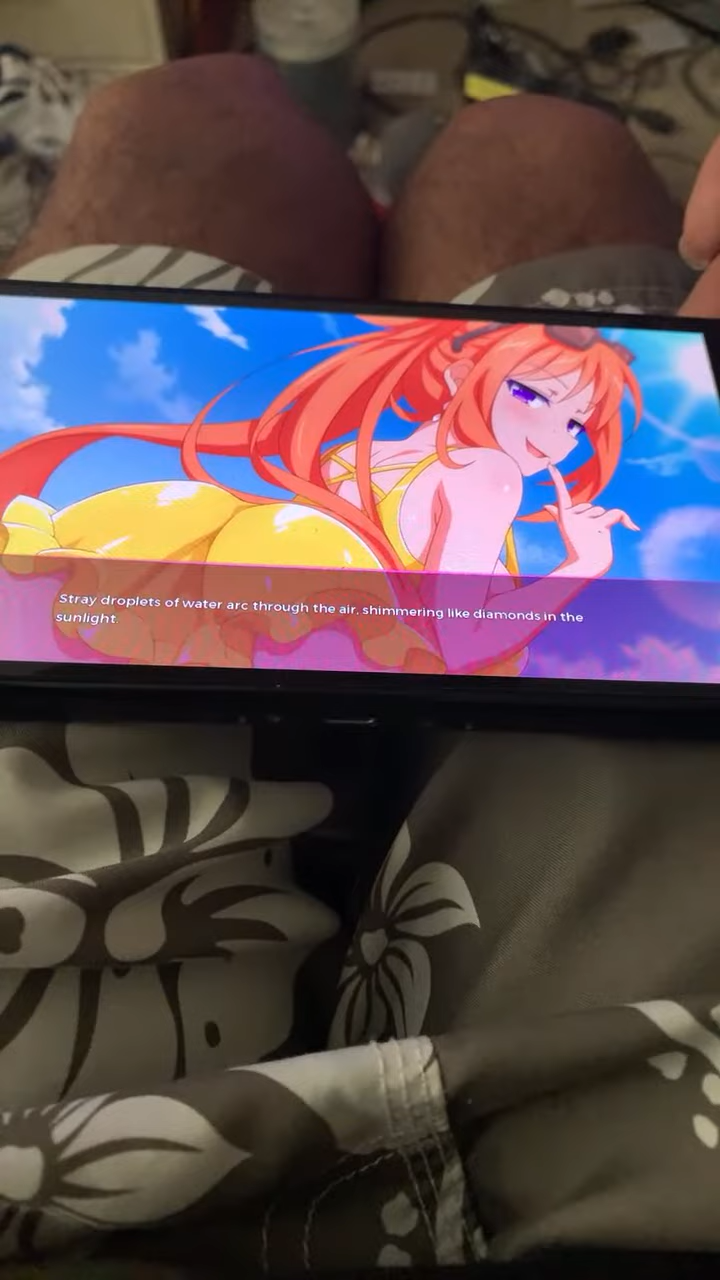 Stray droplets of water arc through the air, shimmering like diamonds in the
sunlight.